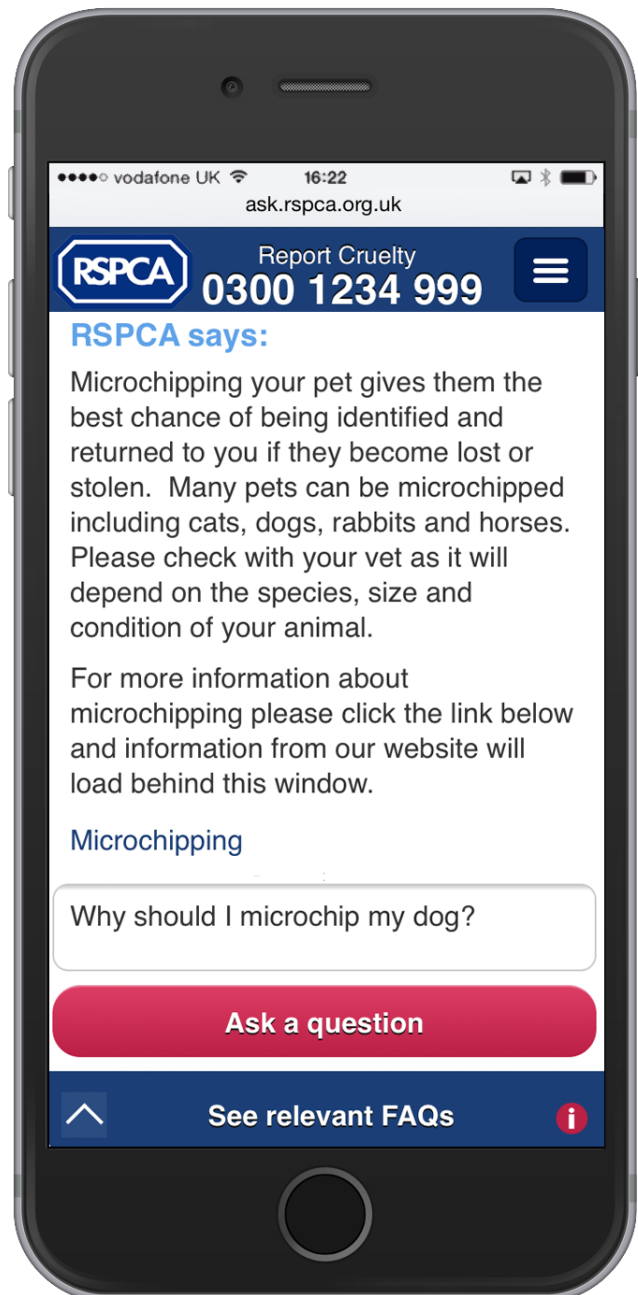 vodafone UK 16:22
ask.rspca.org.uk
RSPCA
Report Cruelty
0300 1234 999
RSPCA says:
Microchipping your pet gives them the
best chance of being identified and
returned to you if they become lost or
stolen.  Many pets can be microchipped
including cats, dogs, rabbits and horses.
Please check with your vet as it will
depend on the species, size and
condition of your animal.
For more information about
microchipping please click the link below
and information from our website will
load behind this window.
Microchipping
Why should I microchip my dog?
Ask a question
See relevant FAQs
i